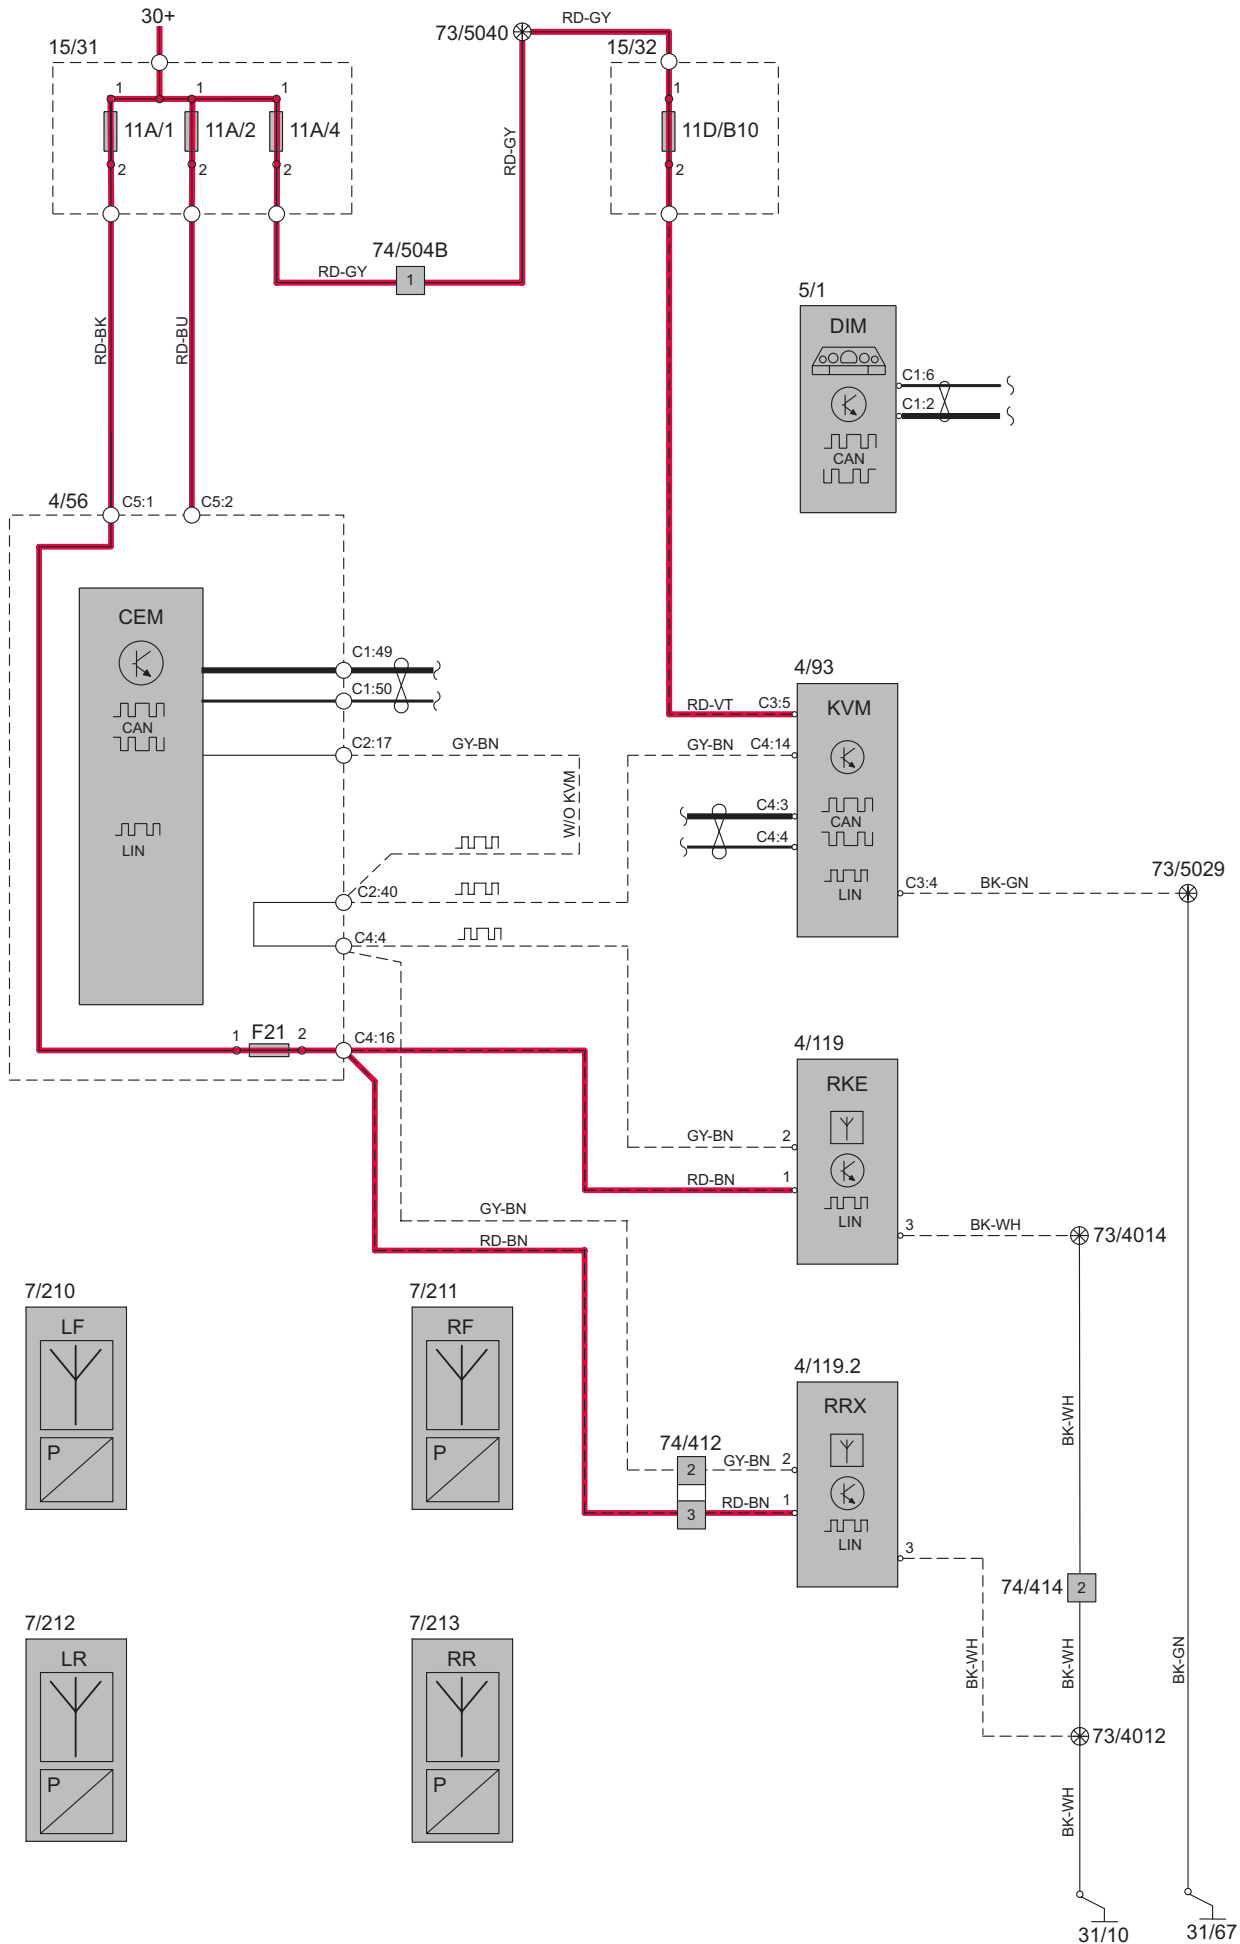 30+
73/5040
RD-GY
15/31
15/32
1
1
1
1
11A/1
11A/2
11A/4
11D/B10
2
2
2
2
RD-GY
74/504B
RD-GY
1
5/1
DIM
C1:6
C1:2
CAN
RD-BK
RD-BU
4/56
C5:1
C5:2
CEM
CAN
LIN
C1:49
C1:50
C2:17
GY-BN
W/O KVM
C2:40
C4:4
4/93
KVM
RD-VT
C3:5
GY-BN
C4:14
C4:3
CAN
C4:4
LIN
C3:4
BK-GN
73/5029
1
F21
2
C4:16
4/119
RKE
GY-BN
2
RD-BN
1
LIN
3
BK-WH
73/4014
GY-BN
RD-BN
7/210
LF
P
7/211
RF
P
4/119.2
RRX
74/412
2
GY-BN
2
3
RD-BN
1
LIN
3
BK-WH
74/414
2
7/212
LR
P
7/213
RR
P
BK-WH
BK-WH
BK-GN
73/4012
BK-WH
31/10
31/67